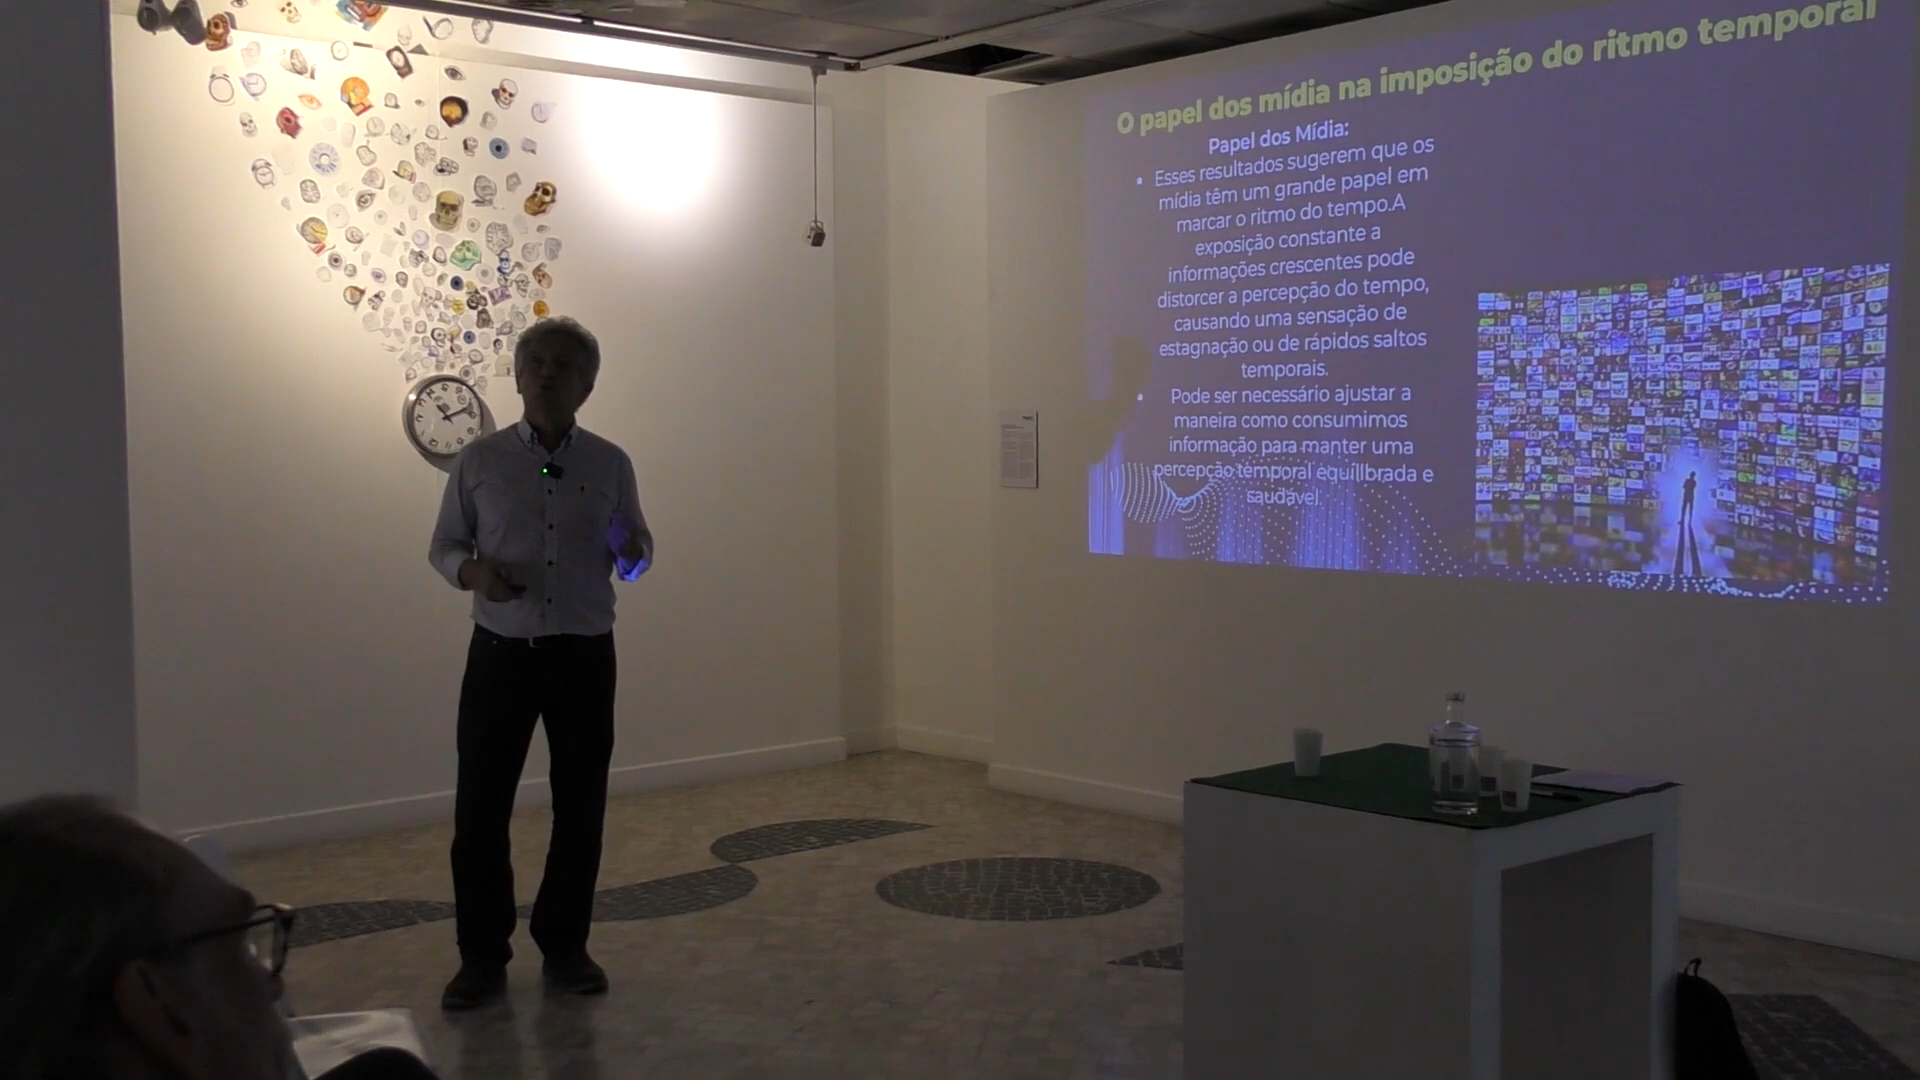 O papel dos mídia na imposição do ritmo temporal
Papel dos Mídia:
• Esses resultados sugerem que os
mídia têm um grande papel em
marcar o ritmo do tempo.A
exposição constante a
informações crescentes pode
distorcer a percepção do tempo,
causando uma sensação de
estagnação ou de rápidos saltos
temporais.
• Pode ser necessário ajustar a
maneira como consumimos
informação para manter uma
percepção temporal equilibrada e
saudável.